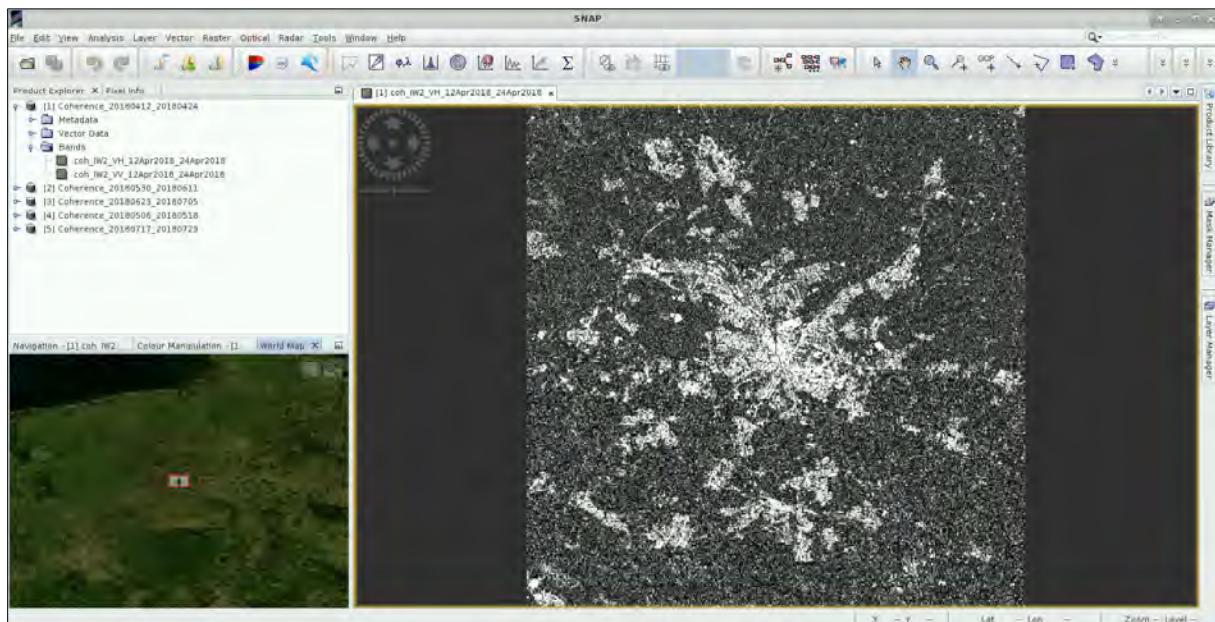 SNAP
File Edit View Analysis Layer Vector Raster Optical Radar Tools Window Help
Product Explorer X Pixel Info
[1] Coherence_20180412_20180424
Metadata
Vector Data
Bands
coh_IW2_VH_12Apr2018_24Apr2018
coh_IW2_VV_12Apr2018_24Apr2018
[2] Coherence_20180530_20180611
[3] Coherence_20180623_20180705
[4] Coherence_20180506_20180518
[5] Coherence_20180717_20180729
[1] coh_IW2_VH_12Apr2018_24Apr2018
Navigation - [1] coh_IW2 Colour Manipulation - [1 World Map X
Product Library
Mask Manager
Layer Manager
X -- Y -- Lat -- Lon -- Zoom -- Level --